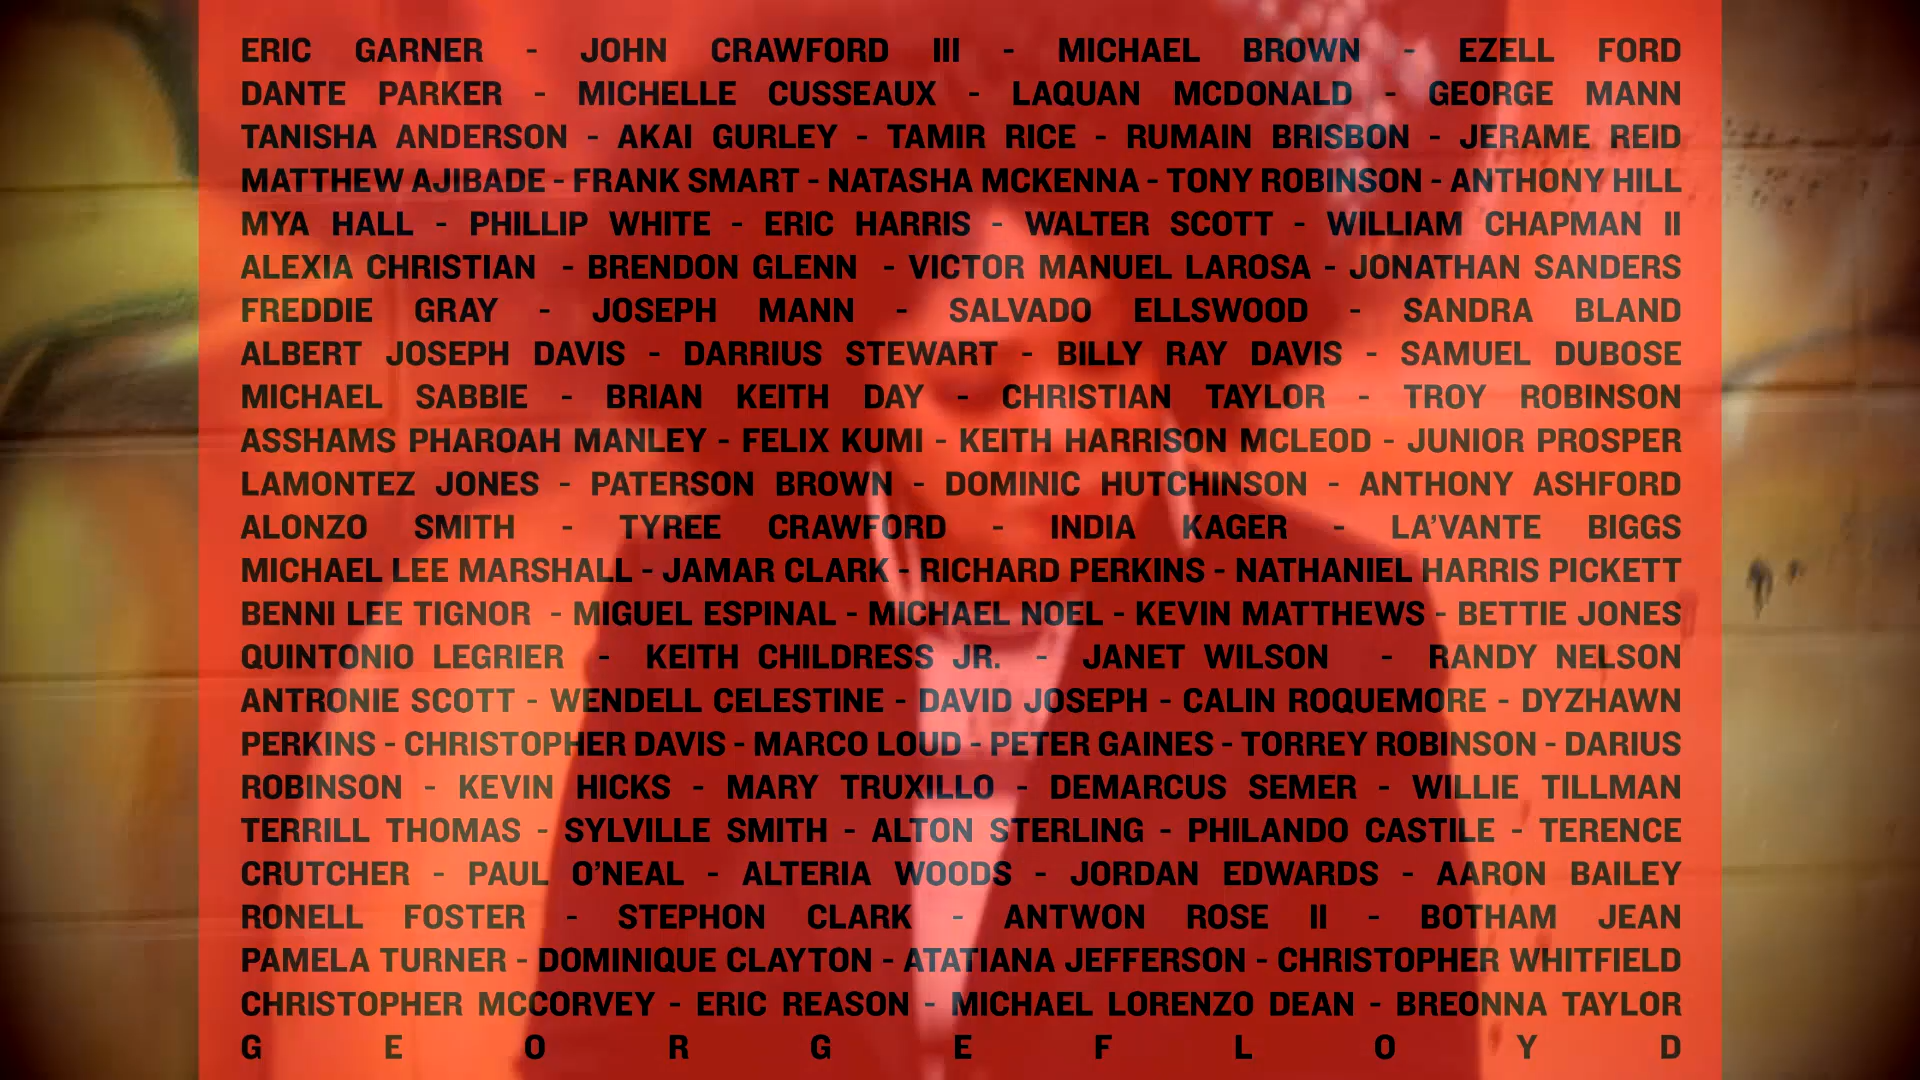 ERIC GARNER - JOHN CRAWFORD III - MICHAEL BROWN - EZELL FORD
DANTE PARKER - MICHELLE CUSSEAUX - LAQUAN MCDONALD - GEORGE MANN
TANISHA ANDERSON - AKAI GURLEY - TAMIR RICE - RUMAIN BRISBON - JERAME REID
MATTHEW AJIBADE - FRANK SMART - NATASHA MCKENNA - TONY ROBINSON - ANTHONY HILL
MYA HALL - PHILLIP WHITE - ERIC HARRIS - WALTER SCOTT - WILLIAM CHAPMAN II
ALEXIA CHRISTIAN - BRENDON GLENN - VICTOR MANUEL LAROSA - JONATHAN SANDERS
FREDDIE GRAY - JOSEPH MANN - SALVADO ELLSWOOD - SANDRA BLAND
ALBERT JOSEPH DAVIS - DARRIUS STEWART - BILLY RAY DAVIS - SAMUEL DUBOSE
MICHAEL SABBIE - BRIAN KEITH DAY - CHRISTIAN TAYLOR - TROY ROBINSON
ASSHAMS PHAROAH MANLEY - FELIX KUMI - KEITH HARRISON MCLEOD - JUNIOR PROSPER
LAMONTEZ JONES - PATERSON BROWN - DOMINIC HUTCHINSON - ANTHONY ASHFORD
ALONZO SMITH - TYREE CRAWFORD - INDIA KAGER - LA’VANTE BIGGS
MICHAEL LEE MARSHALL - JAMAR CLARK - RICHARD PERKINS - NATHANIEL HARRIS PICKETT
BENNI LEE TIGNOR - MIGUEL ESPINAL - MICHAEL NOEL - KEVIN MATTHEWS - BETTIE JONES
QUINTONIO LEGRIER - KEITH CHILDRESS JR. - JANET WILSON - RANDY NELSON
ANTRONIE SCOTT - WENDELL CELESTINE - DAVID JOSEPH - CALIN ROQUEMORE - DYZHAWN
PERKINS - CHRISTOPHER DAVIS - MARCO LOUD - PETER GAINES - TORREY ROBINSON - DARIUS
ROBINSON - KEVIN HICKS - MARY TRUXILLO - DEMARCUS SEMER - WILLIE TILLMAN
TERRILL THOMAS - SYLVILLE SMITH - ALTON STERLING - PHILANDO CASTILE - TERENCE
CRUTCHER - PAUL O’NEAL - ALTERIA WOODS - JORDAN EDWARDS - AARON BAILEY
RONELL FOSTER - STEPHON CLARK - ANTWON ROSE II - BOTHAM JEAN
PAMELA TURNER - DOMINIQUE CLAYTON - ATATIANA JEFFERSON - CHRISTOPHER WHITFIELD
CHRISTOPHER MCCORVEY - ERIC REASON - MICHAEL LORENZO DEAN - BREONNA TAYLOR
G E O R G E F L O Y D